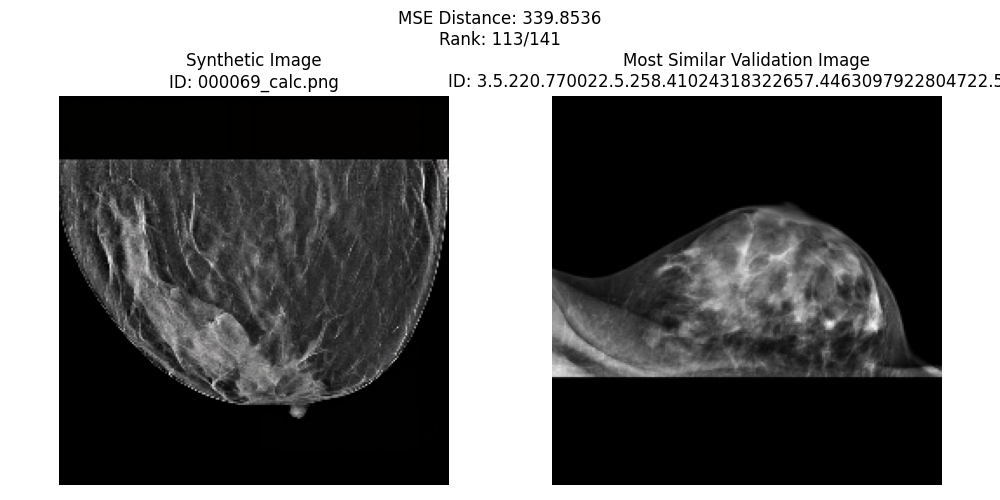 MSE Distance: 339.8536
Rank: 113/141
Synthetic Image
ID: 000069_calc.png
Most Similar Validation Image
ID: 3.5.220.770022.5.258.41024318322657.4463097922804722.5